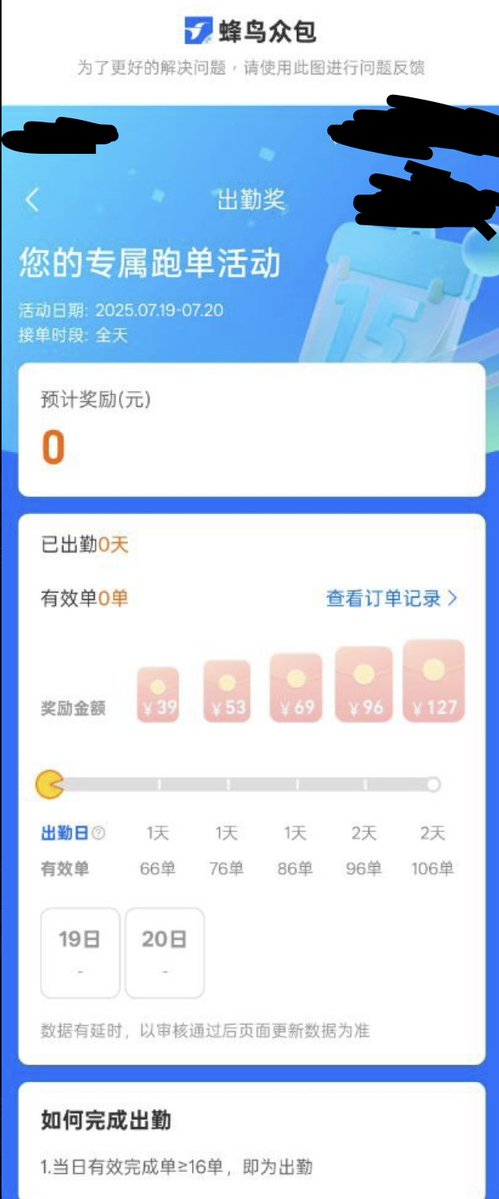 蜂鸟众包
为了更好的解决问题，请使用此图进行问题反馈
出勤奖
您的专属跑单活动
活动日期: 2025.07.19-07.20
接单时段: 全天
15
预计奖励(元)
0
已出勤0天
有效单0单 查看订单记录 >
奖励金额 ¥39 ¥53 ¥69 ¥96 ¥127
出勤日? 1天 1天 1天 2天 2天
有效单 66单 76单 86单 96单 106单
19日 20日
- -
数据有延时，以审核通过后页面更新数据为准
如何完成出勤
1.当日有效完成单≥16单，即为出勤